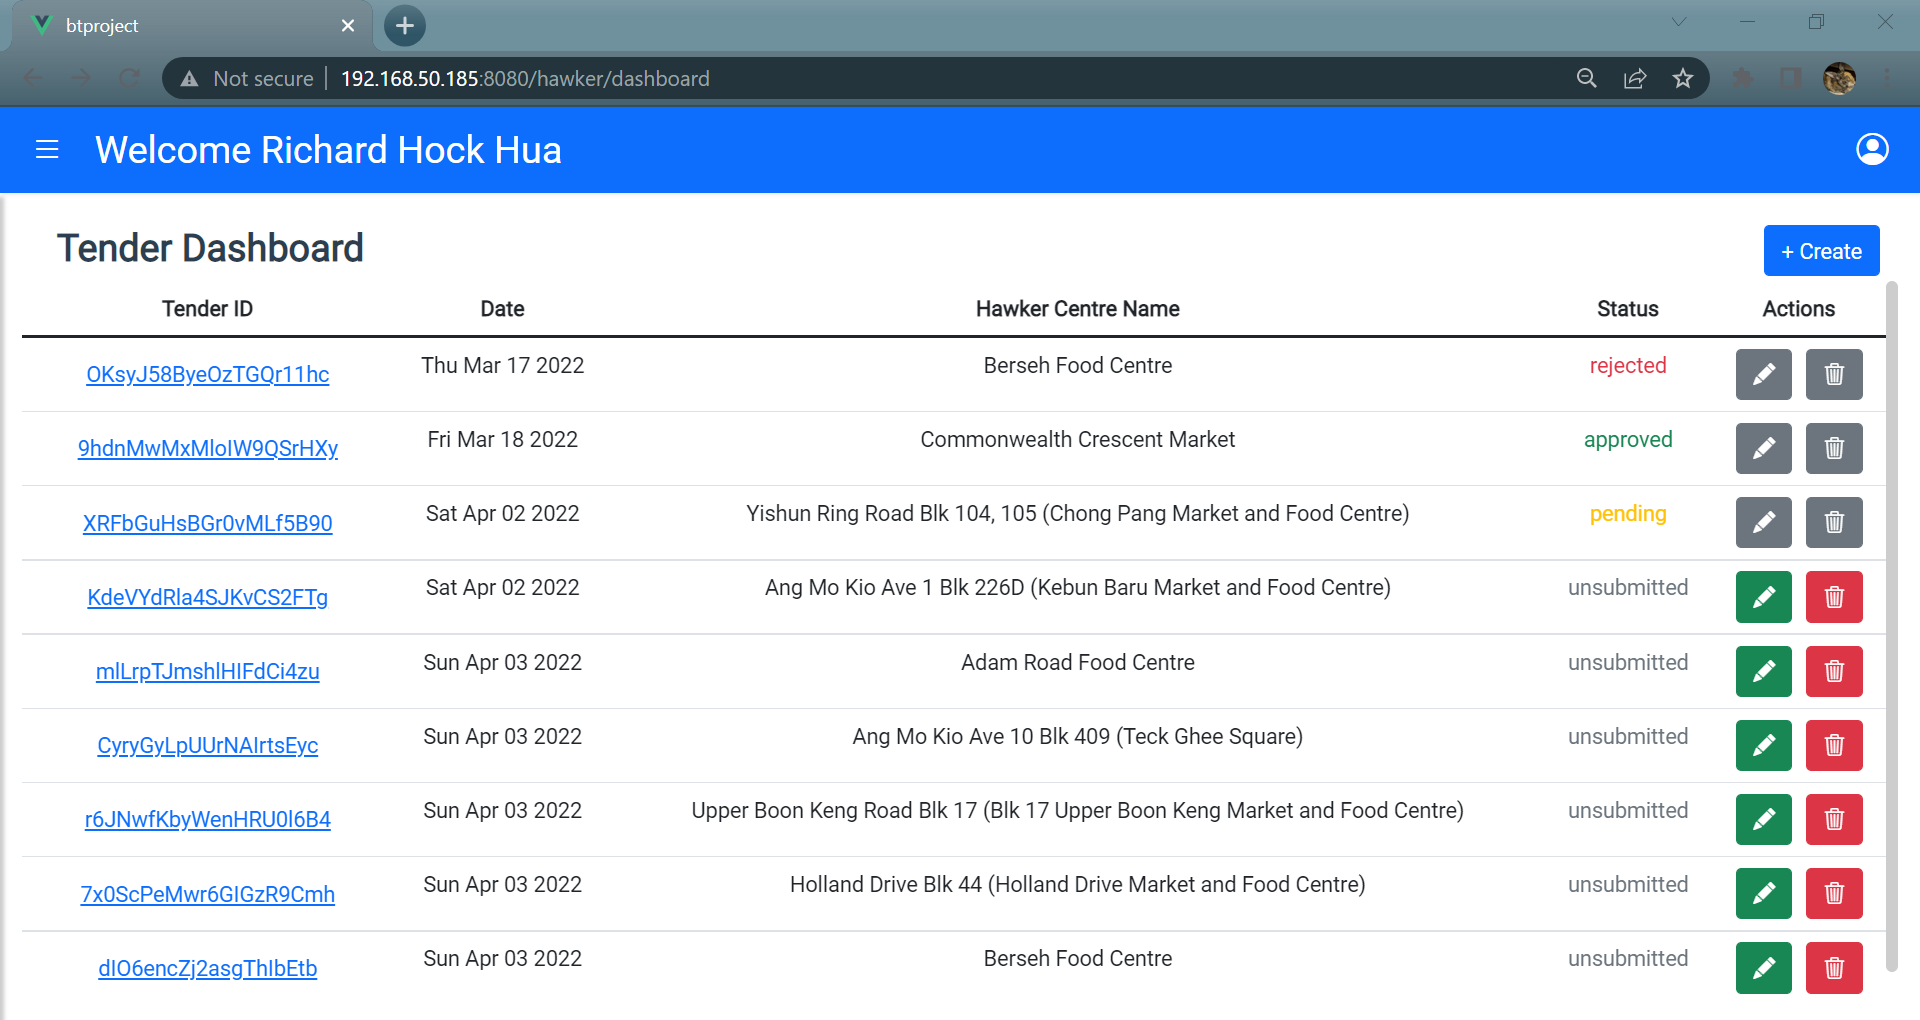 btproject
Not secure 192.168.50.185:8080/hawker/dashboard
Welcome Richard Hock Hua
Tender Dashboard
+ Create
Tender ID Date Hawker Centre Name Status Actions
OKsyJ58ByeOzTGQr11hc Thu Mar 17 2022 Berseh Food Centre rejected
9hdnMwMxMloIW9QSrHXy Fri Mar 18 2022 Commonwealth Crescent Market approved
XRFbGuHsBGr0vMLf5B90 Sat Apr 02 2022 Yishun Ring Road Blk 104, 105 (Chong Pang Market and Food Centre) pending
KdeVYdRla4SJKvCS2FTg Sat Apr 02 2022 Ang Mo Kio Ave 1 Blk 226D (Kebun Baru Market and Food Centre) unsubmitted
mlLrpTJmshlHIFdCi4zu Sun Apr 03 2022 Adam Road Food Centre unsubmitted
CyryGyLpUUrNAIrtsEyc Sun Apr 03 2022 Ang Mo Kio Ave 10 Blk 409 (Teck Ghee Square) unsubmitted
r6JNwfKbyWenHRU0l6B4 Sun Apr 03 2022 Upper Boon Keng Road Blk 17 (Blk 17 Upper Boon Keng Market and Food Centre) unsubmitted
7x0ScPeMwr6GIGzR9Cmh Sun Apr 03 2022 Holland Drive Blk 44 (Holland Drive Market and Food Centre) unsubmitted
dIO6encZj2asgThIbEtb Sun Apr 03 2022 Berseh Food Centre unsubmitted